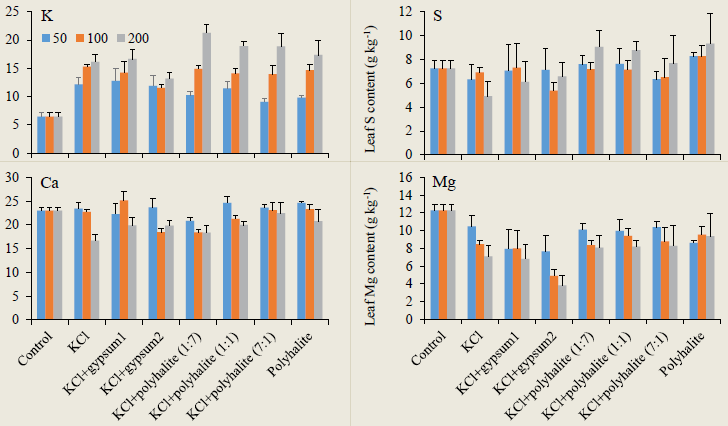 K
50 100 200
25
20
15
10
5
0
S
Leaf S content (g kg-1)
12
10
8
6
4
2
0
Ca
30
25
20
15
10
5
0
Mg
Leaf Mg content (g kg-1)
16
14
12
10
8
6
4
2
0
Control
KCl
KCl+gypsum1
KCl+gypsum2
KCl+polyhalite (1:7)
KCl+polyhalite (1:1)
KCl+polyhalite (7:1)
Polyhalite
Control
KCl
KCl+gypsum1
KCl+gypsum2
KCl+polyhalite (1:7)
KCl+polyhalite (1:1)
KCl+polyhalite (7:1)
Polyhalite